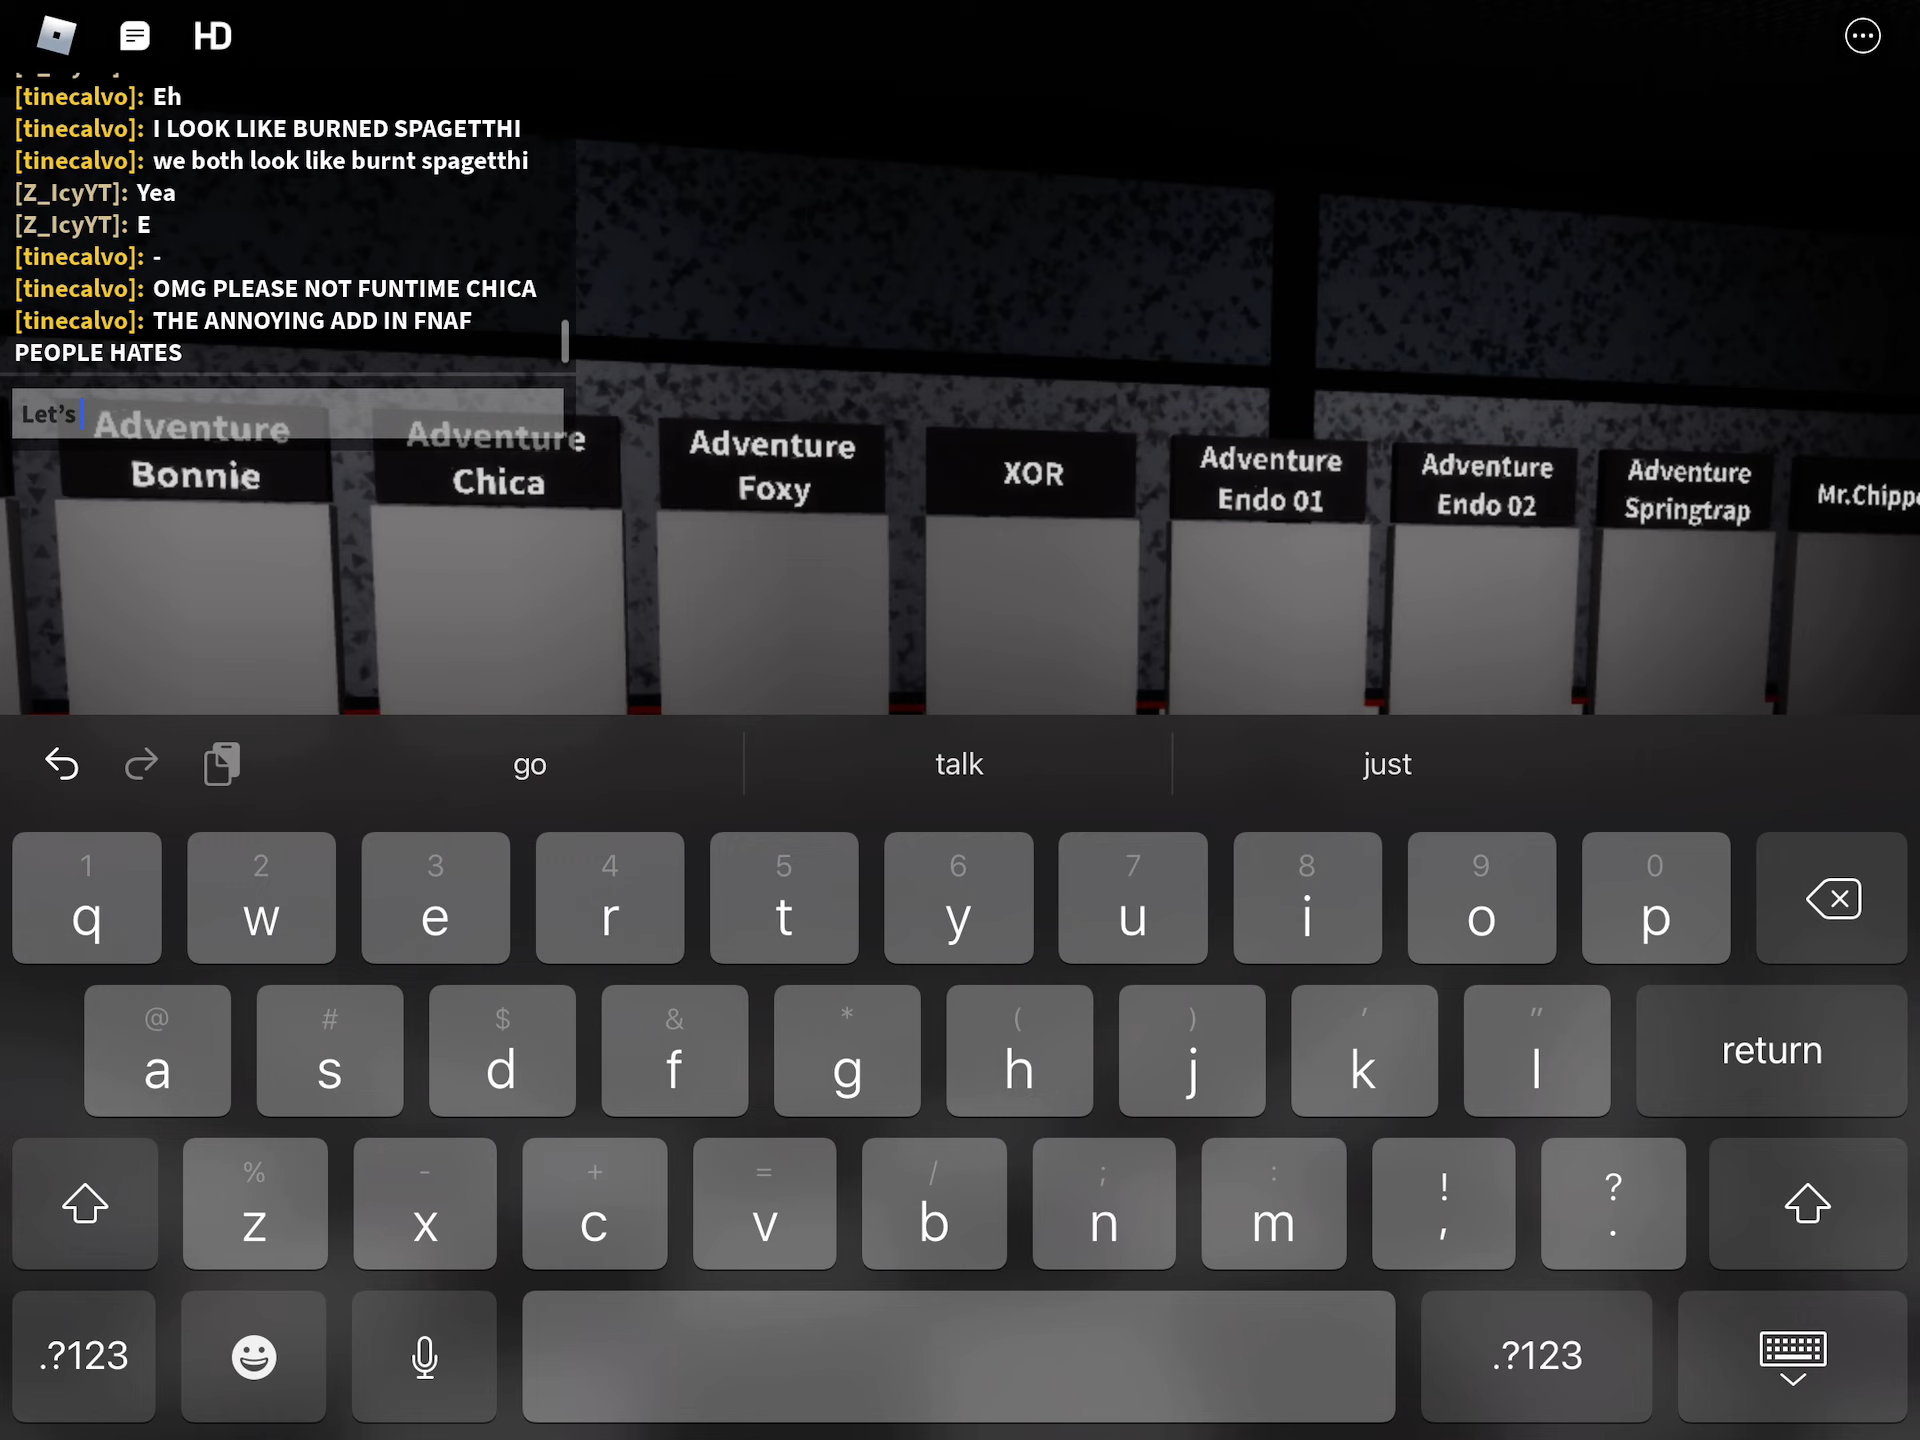 HD
[tinecalvo]: Eh
[tinecalvo]: I LOOK LIKE BURNED SPAGETTHI
[tinecalvo]: we both look like burnt spagetthi
[Z_IcyYT]: Yea
[Z_IcyYT]: E
[tinecalvo]: -
[tinecalvo]: OMG PLEASE NOT FUNTIME CHICA
[tinecalvo]: THE ANNOYING ADD IN FNAF
PEOPLE HATES
Let’s
Adventure
Bonnie
Adventure
Chica
Adventure
Foxy
XOR
Adventure
Endo 01
Adventure
Endo 02
Adventure
Springtrap
go talk just
1 2 3 4 5 6 7 8 9 0
q w e r t y u i o p
@ # $ & * ( ) ' "
a s d f g h j k l return
% - + = / ; : ! ?
z x c v b n m , .
.?123 .?123